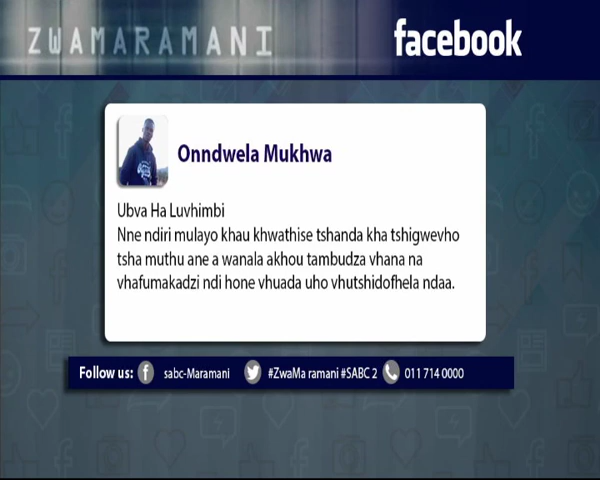 ZWAMARAMANI
facebook
Onndwela Mukhwa
Ubva Ha Luvhimbi
Nne ndiri mulayo khau khwathise tshanda kha tshigwevho
tsha muthu ane a wanala akhou tambudza vhana na
vhafumakadzi ndi hone vhuada uho vhutshidofhela ndaa.
Follow us: sabc-Maramani #ZwaMa ramani #SABC 2 011 714 0000